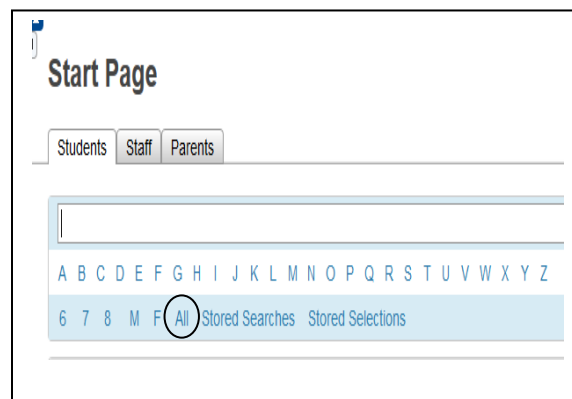 Start Page
Students Staff Parents
A B C D E F G H I J K L M N O P Q R S T U V W X Y Z
6 7 8 M F All Stored Searches Stored Selections